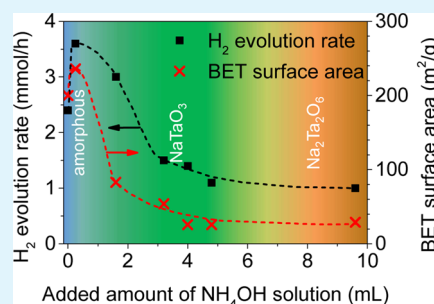 H2 evolution rate (mmol/h)
4
3
2
1
0
H2 evolution rate
BET surface area
amorphous
NaTaO3
Na2Ta2O6
300
200
100
0
BET surface area (m2/g)
0
2
4
6
8
10
Added amount of NH4OH solution (mL)